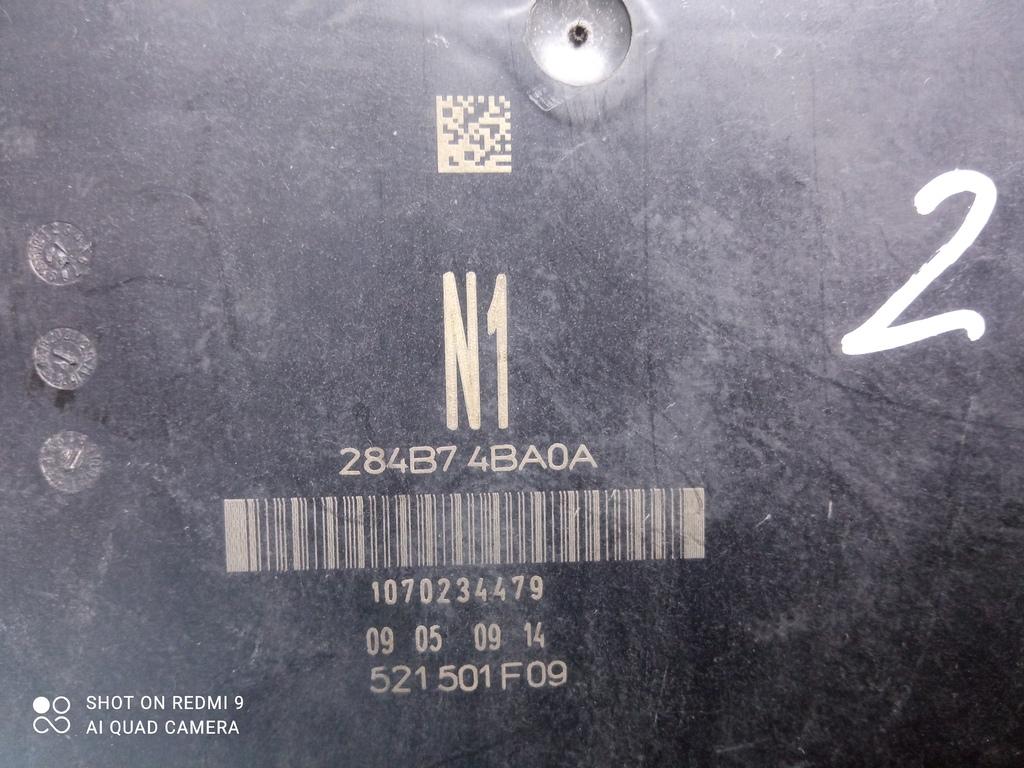 2
N1
284B7 4BA0A
1070234479
09 05 09 14
521 501 F09
SHOT ON REDMI 9
AI QUAD CAMERA